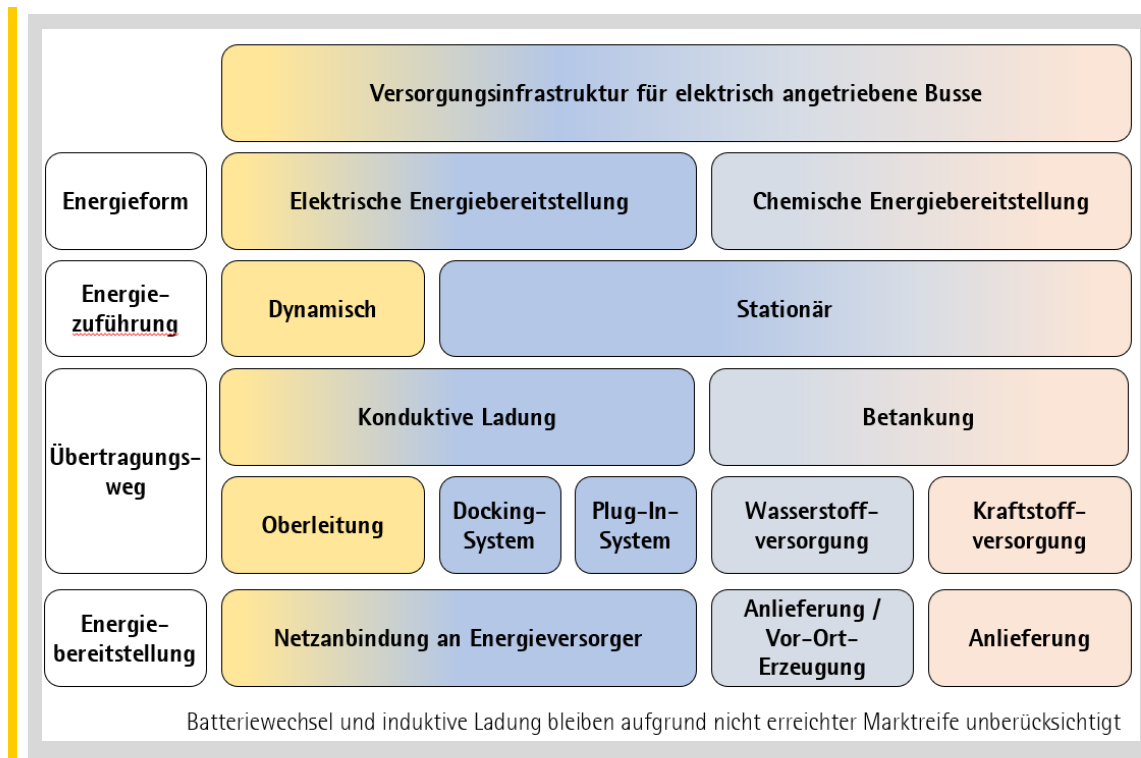 Versorgungsinfrastruktur für elektrisch angetriebene Busse
Energieform
Elektrische Energiebereitstellung
Chemische Energiebereitstellung
Energie-
zuführung
Dynamisch
Stationär
Übertragungs-
weg
Konduktive Ladung
Betankung
Oberleitung
Docking-
System
Plug-In-
System
Wasserstoff-
versorgung
Kraftstoff-
versorgung
Energie-
bereitstellung
Netzanbindung an Energieversorger
Anlieferung /
Vor-Ort-
Erzeugung
Anlieferung
Batteriewechsel und induktive Ladung bleiben aufgrund nicht erreichter Marktreife unberücksichtigt